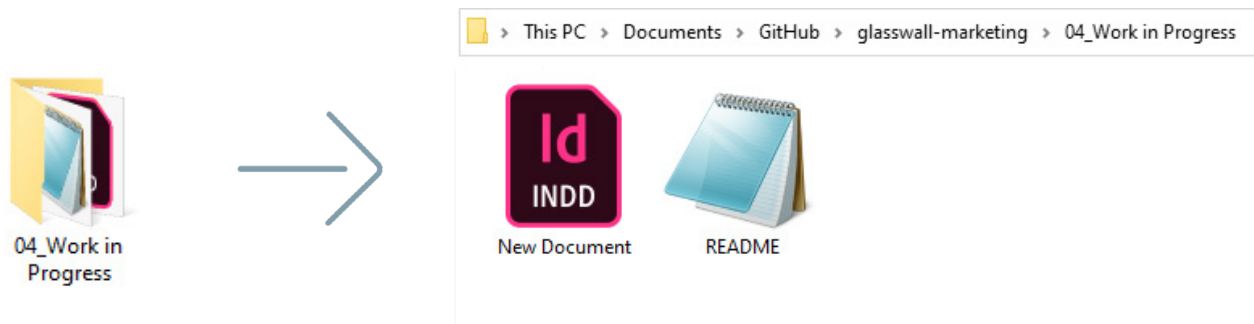 This PC > Documents > GitHub > glasswall-marketing > 04_Work in Progress
04_Work in
Progress
Id
INDD
New Document
README